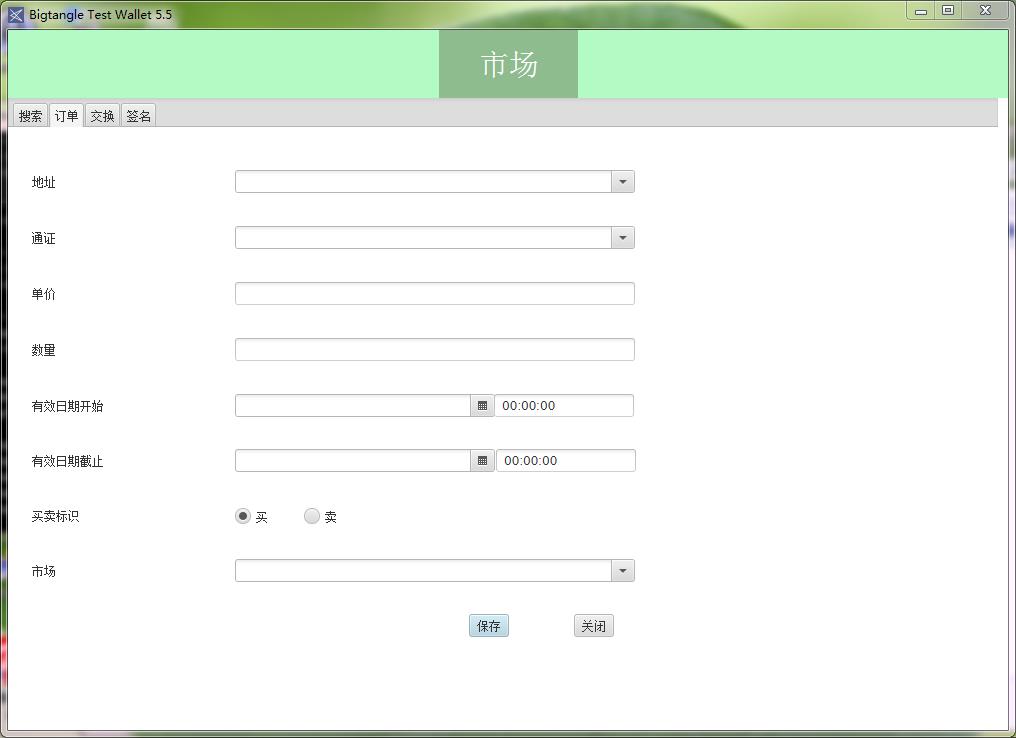 Bigtangle Test Wallet 5.5
市场
搜索 订单 交换 签名
地址
通证
单价
数量
有效日期开始 00:00:00
有效日期截止 00:00:00
买卖标识 买 卖
市场
保存 关闭